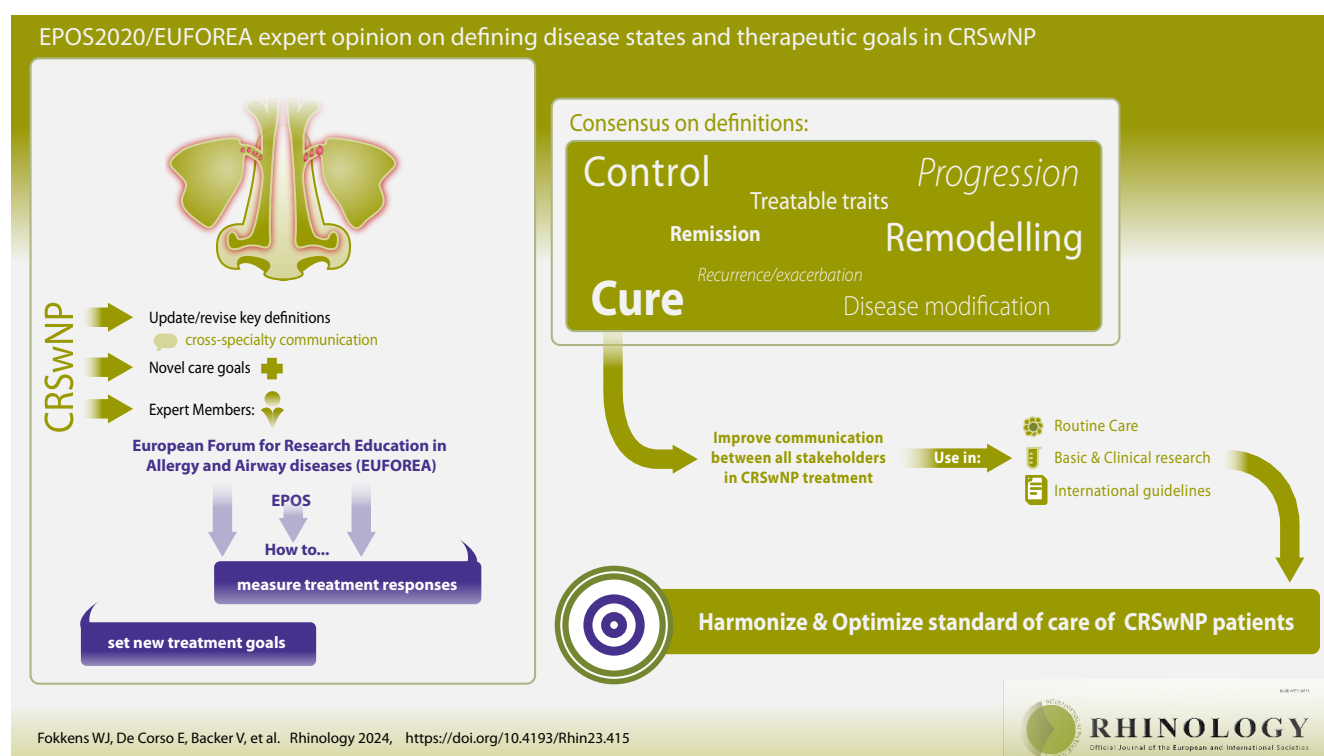 EPOS2020/EUFOREA expert opinion on defining disease states and therapeutic goals in CRSwNP
CRSwNP
Update/revise key definitions
cross-specialty communication
Novel care goals
Expert Members:
European Forum for Research Education in
Allergy and Airway diseases (EUFOREA)
EPOS
How to...
measure treatment responses
set new treatment goals
Consensus on definitions:
Control
Progression
Treatable traits
Remission
Remodelling
Recurrence/exacerbation
Cure
Disease modification
Improve communication
between all stakeholders
in CRSwNP treatment
Use in:
Routine Care
Basic & Clinical research
International guidelines
Harmonize & Optimize standard of care of CRSwNP patients
Fokkens WJ, De Corso E, Backer V, et al. Rhinology 2024, https://doi.org/10.4193/Rhin23.415
RHINOLOGY
Official Journal of the European and International Societies